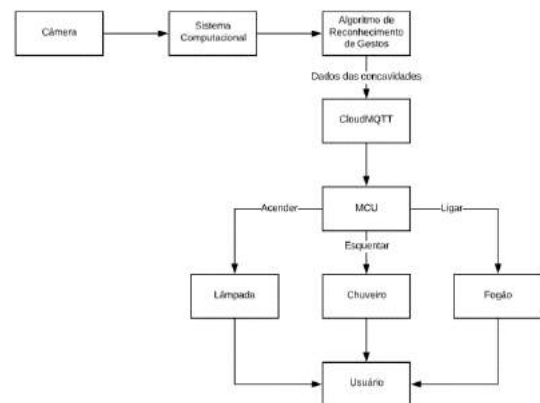 Câmera
Sistema
Computacional
Algoritmo de
Reconhecimento
de Gestos
Dados das concavidades
CloudMQTT
MCU
Acender
Ligar
Esquentar
Lâmpada
Chuveiro
Fogão
Usuário